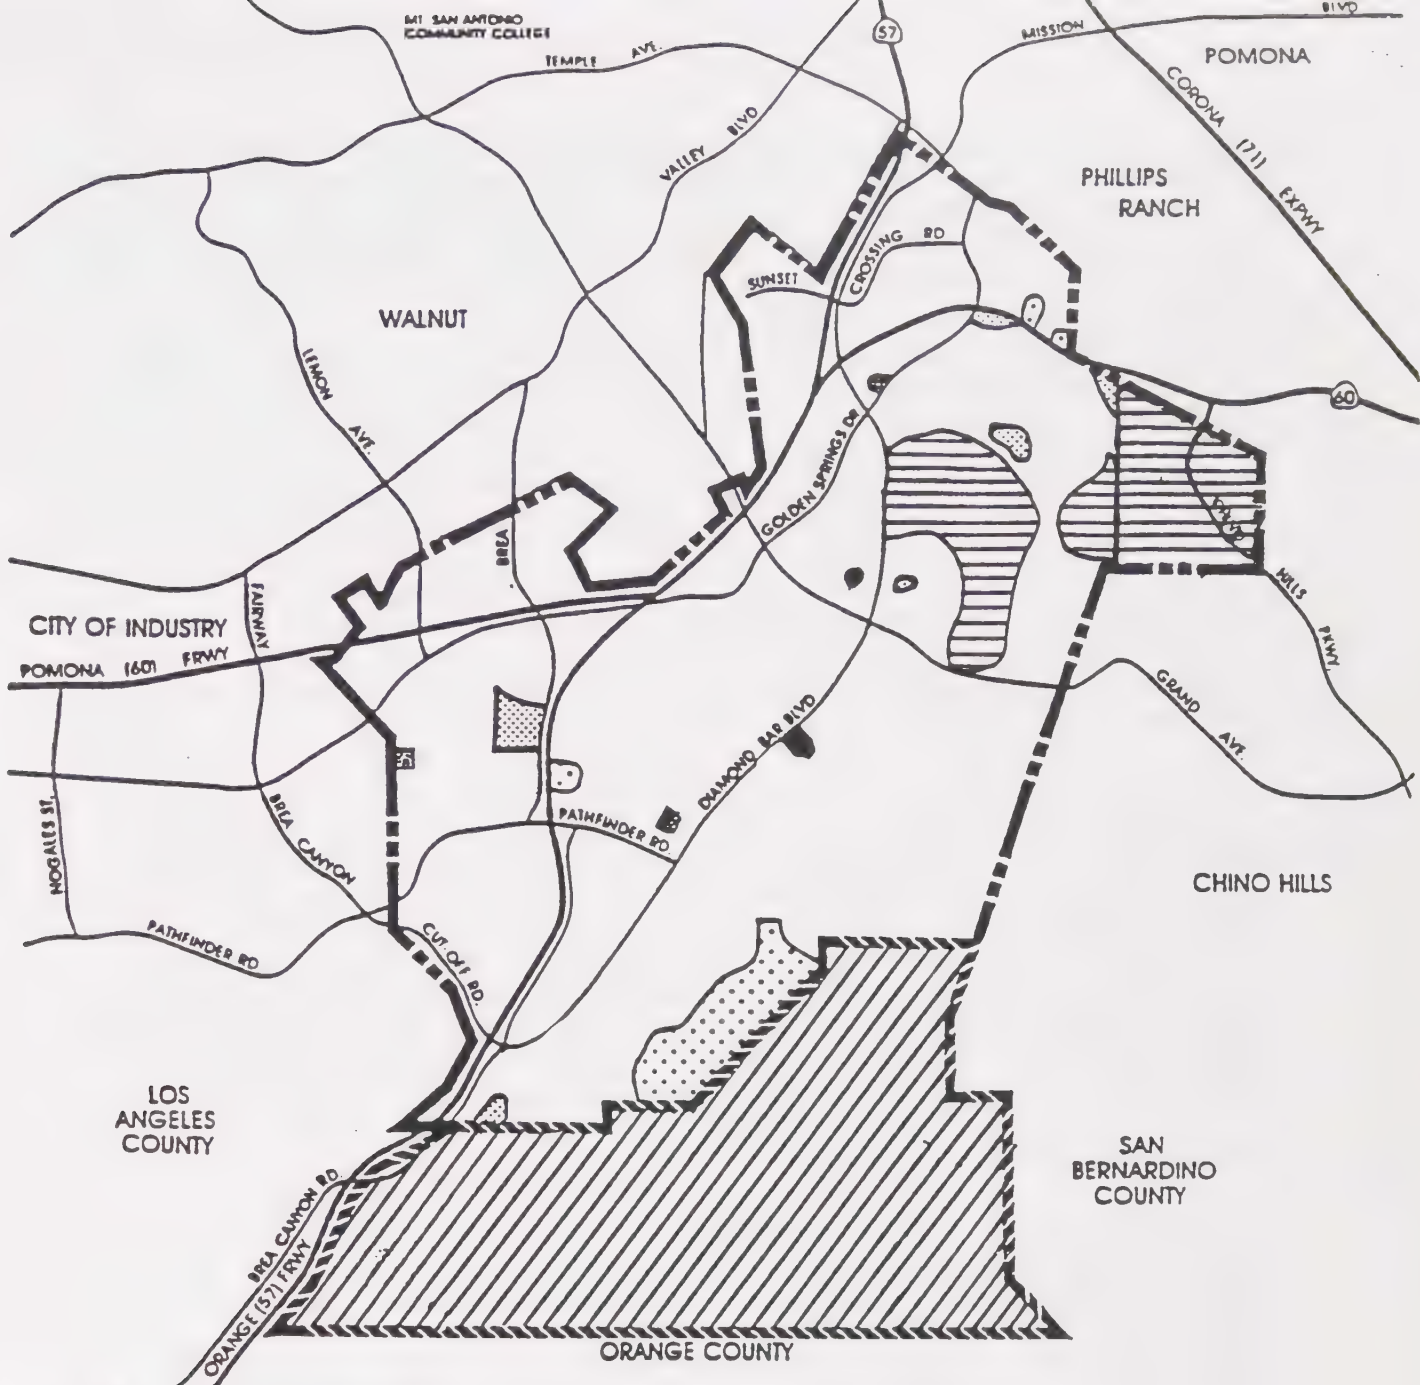 MT. SAN ANTONIO
COMMUNITY COLLEGE
57
MISSION
BLVD
TEMPLE AVE.
POMONA
CORONA (71) EXPWY
VALLEY BLVD
PHILLIPS
RANCH
SUNSET
CROSSING RD
WALNUT
LEMON AVE.
60
GOLDEN SPRINGS DR.
BREA
CHINO
HILLS
PKWY.
FAIRWAY
CITY OF INDUSTRY
POMONA (60) FRWY
GRAND
AVE.
DIAMOND BAR BLVD
NOGALES ST.
BREA CANYON
PATHFINDER RD.
CHINO HILLS
PATHFINDER RD
CUT-OFF RD.
LOS
ANGELES
COUNTY
SAN
BERNARDINO
COUNTY
BREA CANYON RD.
ORANGE (57) FRWY
ORANGE COUNTY